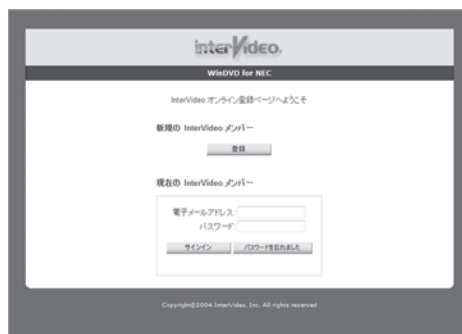 InterVideo.
WinDVD for NEC
InterVideo オンライン登録ページへようこそ
新規の InterVideo メンバー
登録
現在の InterVideo メンバー
電子メールアドレス:
パスワード:
サインイン パスワードを忘れました
Copyright©2004 InterVideo, Inc. All rights reserved